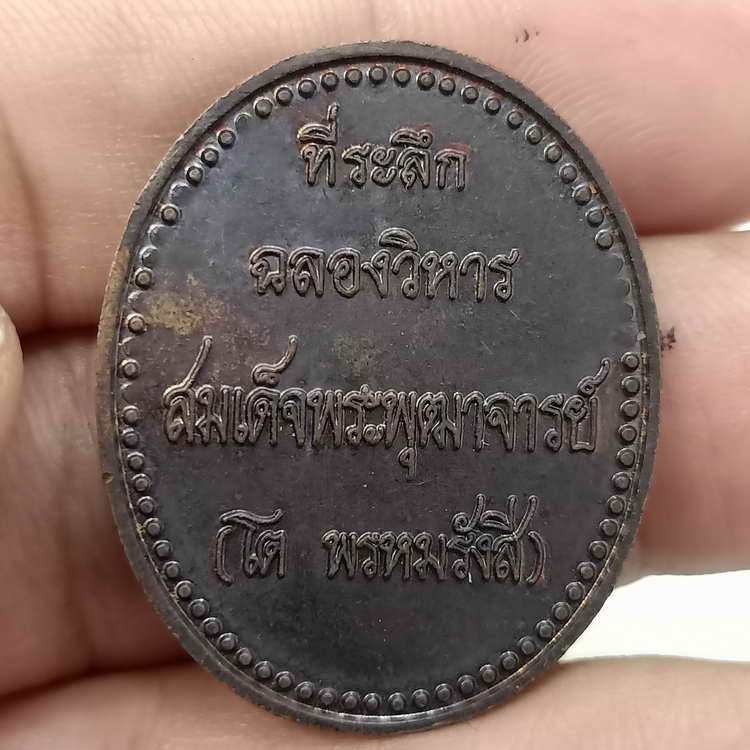 ที่ระลึก
ฉลองวิหาร
สมเด็จพระพุฒาจารย์
(โต พรหมรังสี)